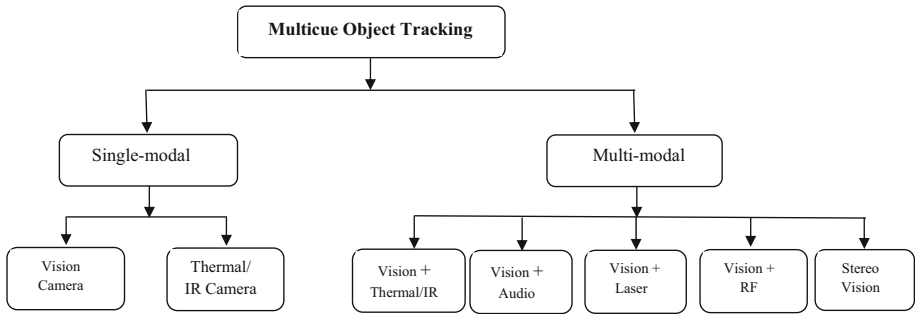 Multicue Object Tracking
Single-modal
Multi-modal
Vision
Camera
Thermal/
IR Camera
Vision +
Thermal/IR
Vision +
Audio
Vision +
Laser
Vision +
RF
Stereo
Vision